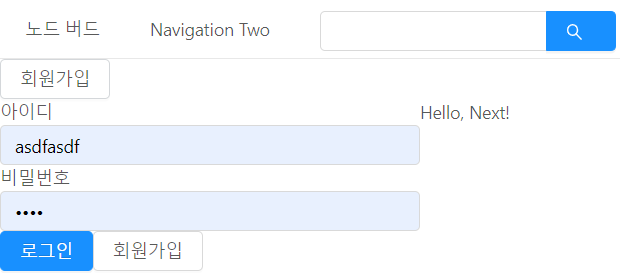 노드 버드 Navigation Two
회원가입
아이디 Hello, Next!
asdfasdf
비밀번호
••••
로그인 회원가입